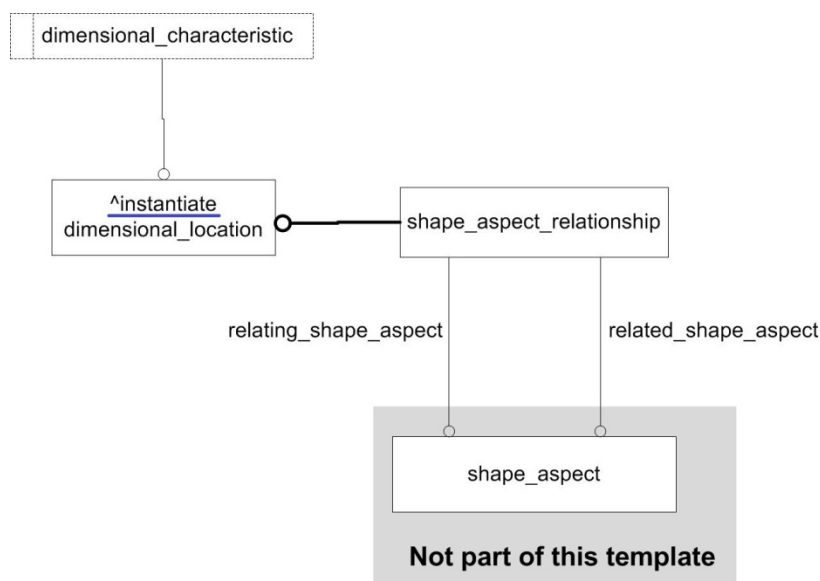 dimensional_characteristic
^instantiate
dimensional_location
shape_aspect_relationship
relating_shape_aspect
related_shape_aspect
shape_aspect
Not part of this template